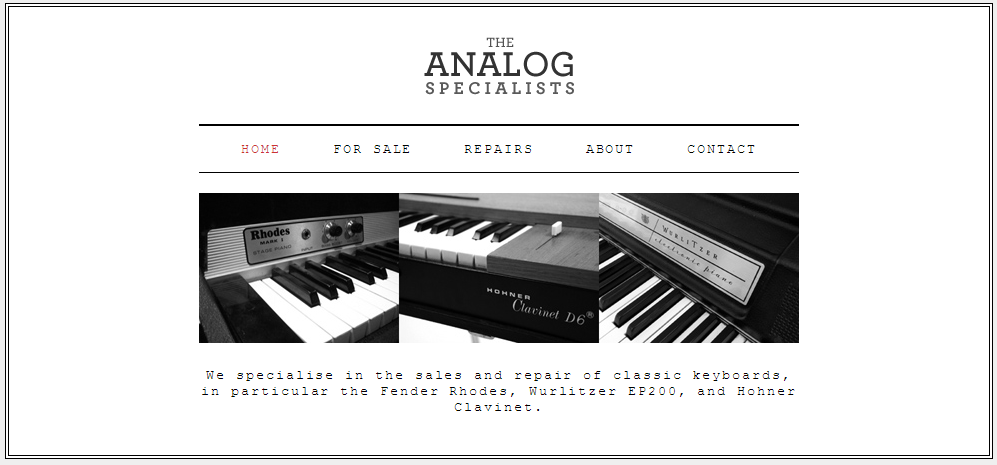 THE
ANALOG
SPECIALISTS
HOME FOR SALE REPAIRS ABOUT CONTACT
Rhodes
MARK I
STAGE PIANO
INPUT
HOHNER
Clavinet D6®
WURLITZER
electronic piano
We specialise in the sales and repair of classic keyboards,
in particular the Fender Rhodes, Wurlitzer EP200, and Hohner
Clavinet.